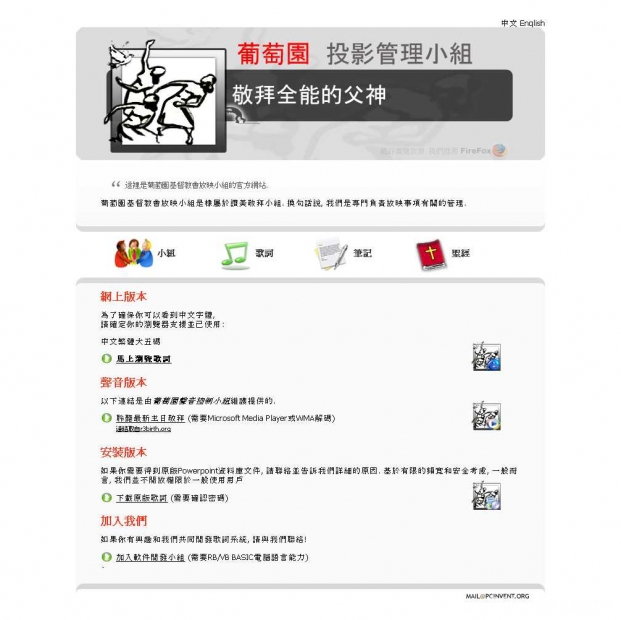 中文 English
葡萄園 投影管理小組
敬拜全能的父神
FireFox
“ 這裡是葡萄園基督教會放映小組的官方網站.
葡萄園基督教會放映小組是棣屬於讚美敬拜小組. 換句話說, 我們是專門負責放映事項有關的管理.
小組 歌詞 筆記 聖經
網上版本
為了確保你可以看到中文字體,
請確定你的瀏覽器支援並已使用:
中文繁體大五碼
馬上瀏覽歌詞
聲音版本
以下連結是由葡萄園聲音控制小組維護提供的.
聆聽最新主日敬拜 (需要Microsoft Media Player或WMA解碼)
連結取自r3birth.org
安裝版本
如果你需要得到原版Powerpoint資料庫文件, 請聯絡並告訴我們詳細的原因. 基於有限的頻寬和安全考慮, 一般而
言, 我們並不開放權限於一般使用用戶
下載原版歌詞 (需要確認密碼)
加入我們
如果你有興趣和我們共同開發歌詞系統, 請與我們聯絡!
加入軟件開發小組 (需要RB/VB BASIC電腦語言能力)
MAIL@PCINVENT.ORG